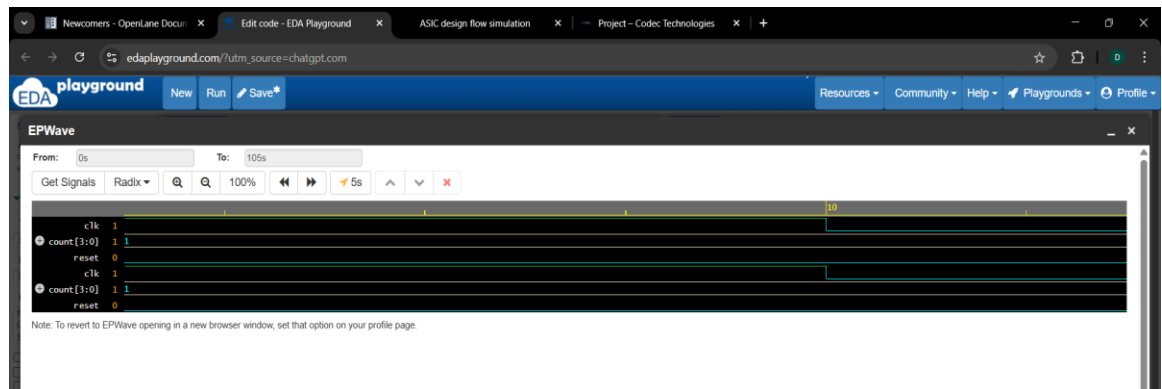 Newcomers - OpenLane Docum
Edit code - EDA Playground
ASIC design flow simulation
Project – Codec Technologies
edaplayground.com/?utm_source=chatgpt.com
D
EDA playground
New Run Save*
Resources Community Help Playgrounds Profile
EPWave
From: 0s To: 105s
Get Signals Radix 100% 5s
10
clk 1
count[3:0] 1 1
reset 0
clk 1
count[3:0] 1 1
reset 0
Note: To revert to EPWave opening in a new browser window, set that option on your profile page.